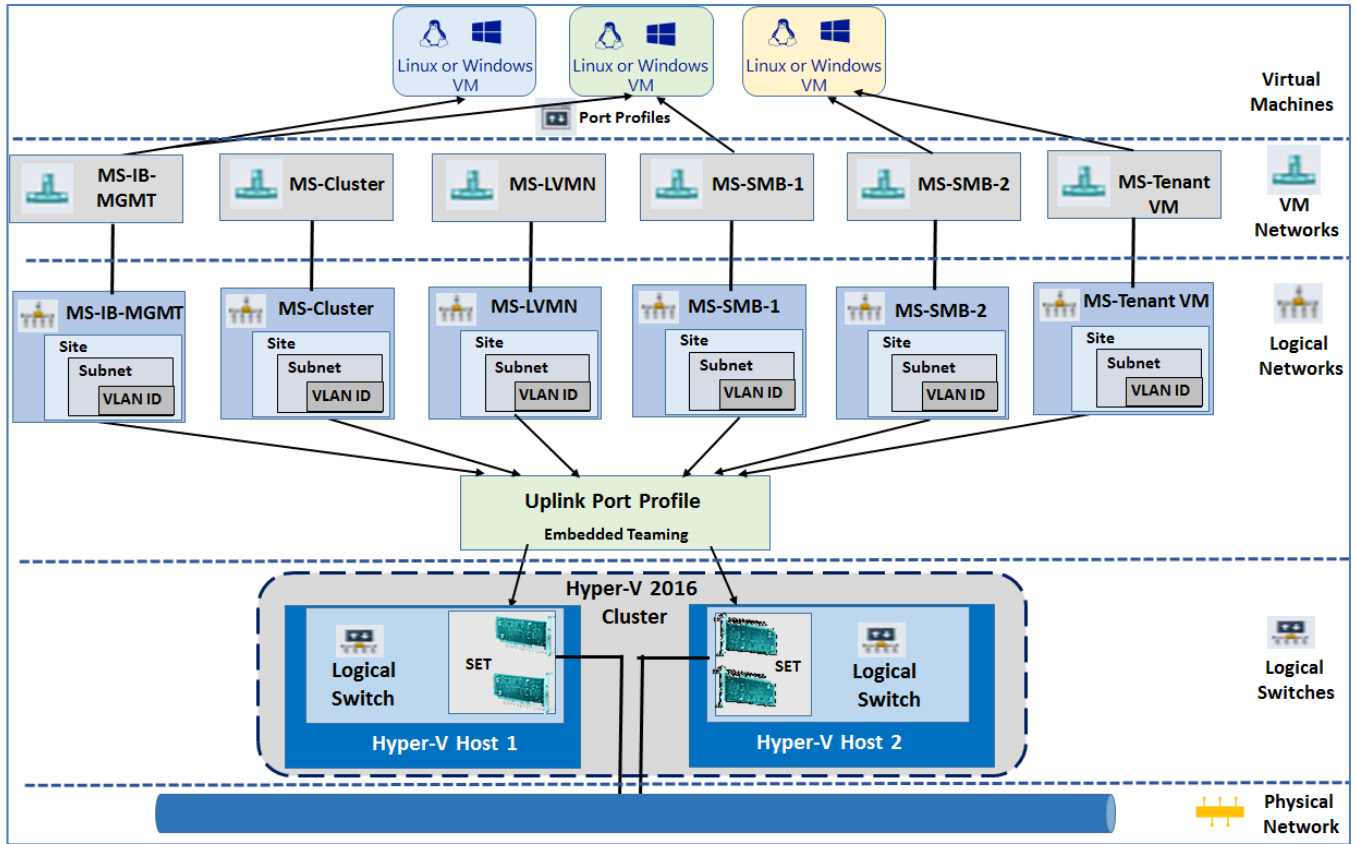 Linux or Windows
VM
Linux or Windows
VM
Linux or Windows
VM
Virtual
Machines
Port Profiles
MS-IB-
MGMT
MS-Cluster
MS-LVMN
MS-SMB-1
MS-SMB-2
MS-Tenant
VM
VM
Networks
MS-IB-MGMT
Site
Subnet
VLAN ID
MS-Cluster
Site
Subnet
VLAN ID
MS-LVMN
Site
Subnet
VLAN ID
MS-SMB-1
Site
Subnet
VLAN ID
MS-SMB-2
Site
Subnet
VLAN ID
MS-Tenant VM
Site
Subnet
VLAN ID
Logical
Networks
Uplink Port Profile
Embedded Teaming
Hyper-V 2016
Cluster
Logical
Switch
SET
Hyper-V Host 1
SET
Logical
Switch
Hyper-V Host 2
Logical
Switches
Physical
Network